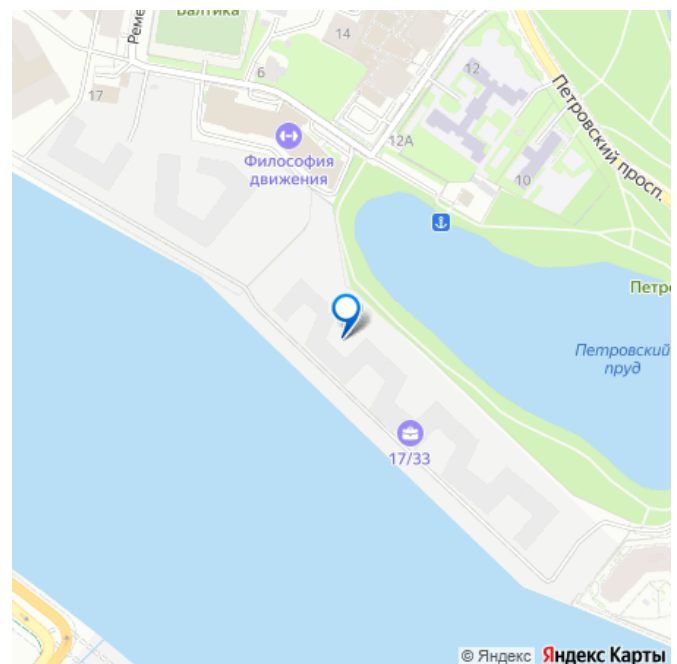 Балтика
Реме
14
6
12
17
Петровский просп.
12А
Философия
движения
10
Петро
Петровский
пруд
17/33
© Яндекс Яндекс Карты